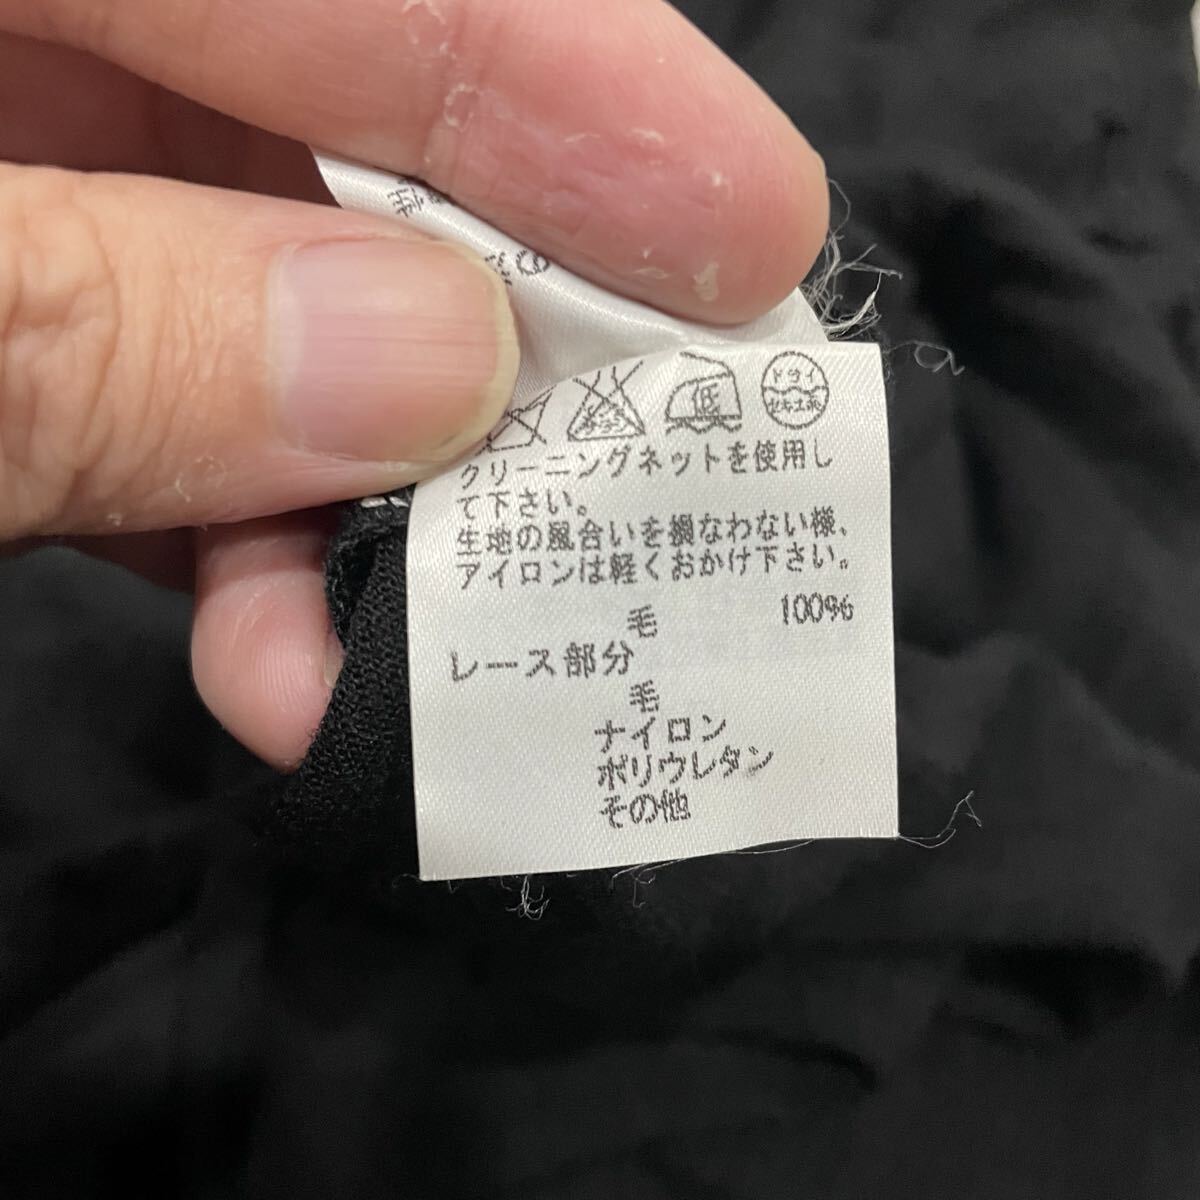 低
ドライ
セキユ系
クリーニングネットを使用し
て下さい。
生地の風合いを損なわない様、
アイロンは軽くおかけ下さい。
毛 100%
レース部分
毛
ナイロン
ポリウレタン
その他